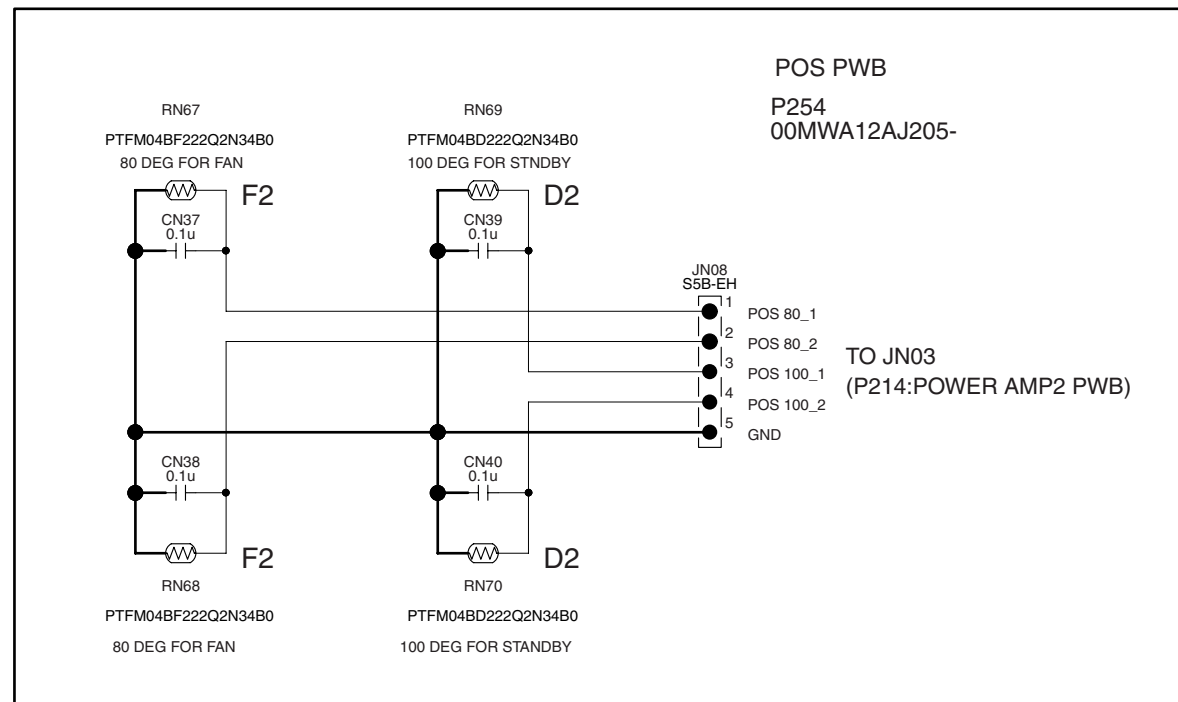 POS PWB
P254
00MWA12AJ205-
RN67
PTFM04BF222Q2N34B0
80 DEG FOR FAN
F2
CN37
0.1u
RN69
PTFM04BD222Q2N34B0
100 DEG FOR STNDBY
D2
CN39
0.1u
JN08
S5B-EH
1
POS 80_1
2
POS 80_2
3
POS 100_1
4
POS 100_2
5
GND
TO JN03
(P214:POWER AMP2 PWB)
CN38
0.1u
F2
RN68
PTFM04BF222Q2N34B0
80 DEG FOR FAN
CN40
0.1u
D2
RN70
PTFM04BD222Q2N34B0
100 DEG FOR STANDBY